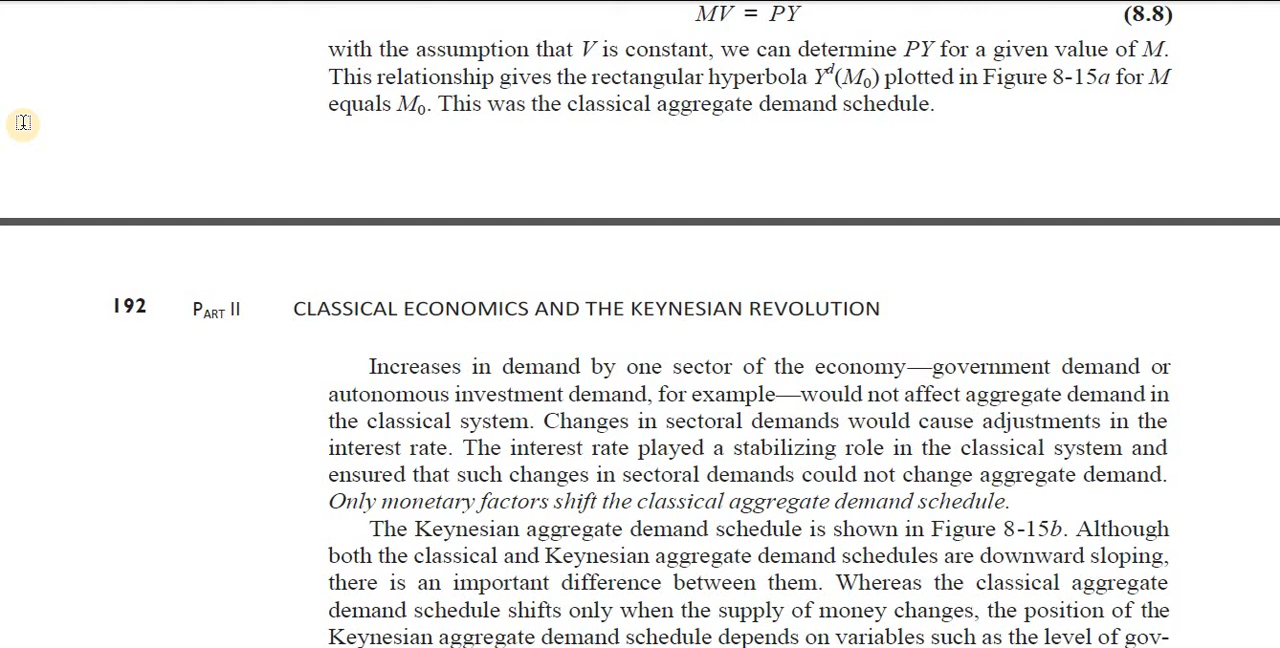 MV = PY (8.8)
with the assumption that V is constant, we can determine PY for a given value of M.
This relationship gives the rectangular hyperbola Yᵈ(M₀) plotted in Figure 8-15a for M
equals M₀. This was the classical aggregate demand schedule.
192 PART II CLASSICAL ECONOMICS AND THE KEYNESIAN REVOLUTION
Increases in demand by one sector of the economy—government demand or
autonomous investment demand, for example—would not affect aggregate demand in
the classical system. Changes in sectoral demands would cause adjustments in the
interest rate. The interest rate played a stabilizing role in the classical system and
ensured that such changes in sectoral demands could not change aggregate demand.
Only monetary factors shift the classical aggregate demand schedule.
The Keynesian aggregate demand schedule is shown in Figure 8-15b. Although
both the classical and Keynesian aggregate demand schedules are downward sloping,
there is an important difference between them. Whereas the classical aggregate
demand schedule shifts only when the supply of money changes, the position of the
Keynesian aggregate demand schedule depends on variables such as the level of gov-